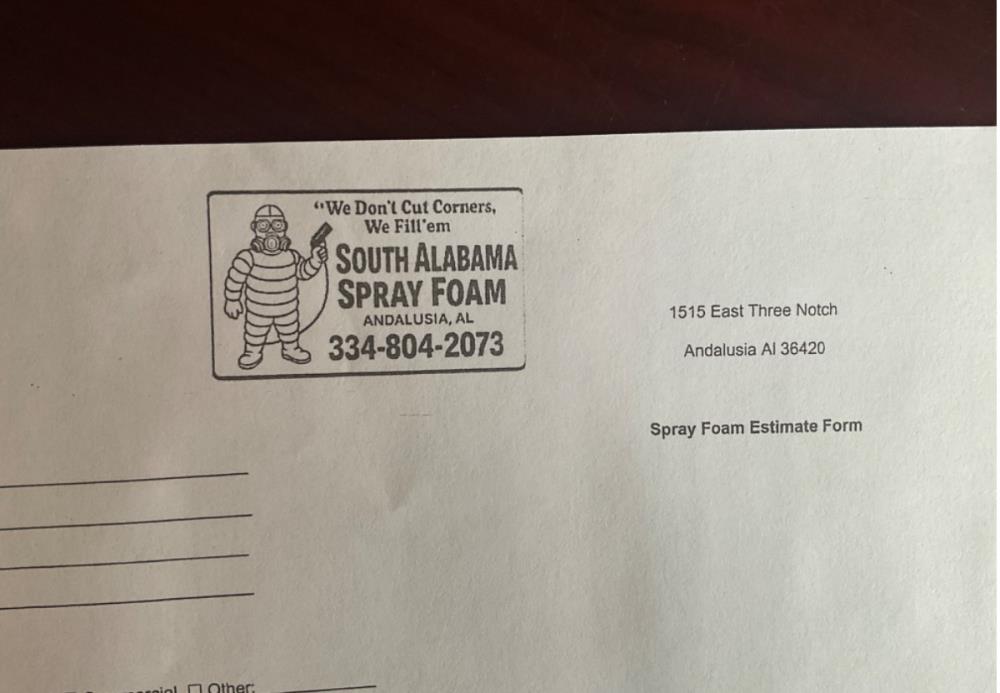 “We Don't Cut Corners,
We Fill'em
SOUTH ALABAMA
SPRAY FOAM
ANDALUSIA, AL
334-804-2073
1515 East Three Notch
Andalusia Al 36420
Spray Foam Estimate Form
☐ Other: